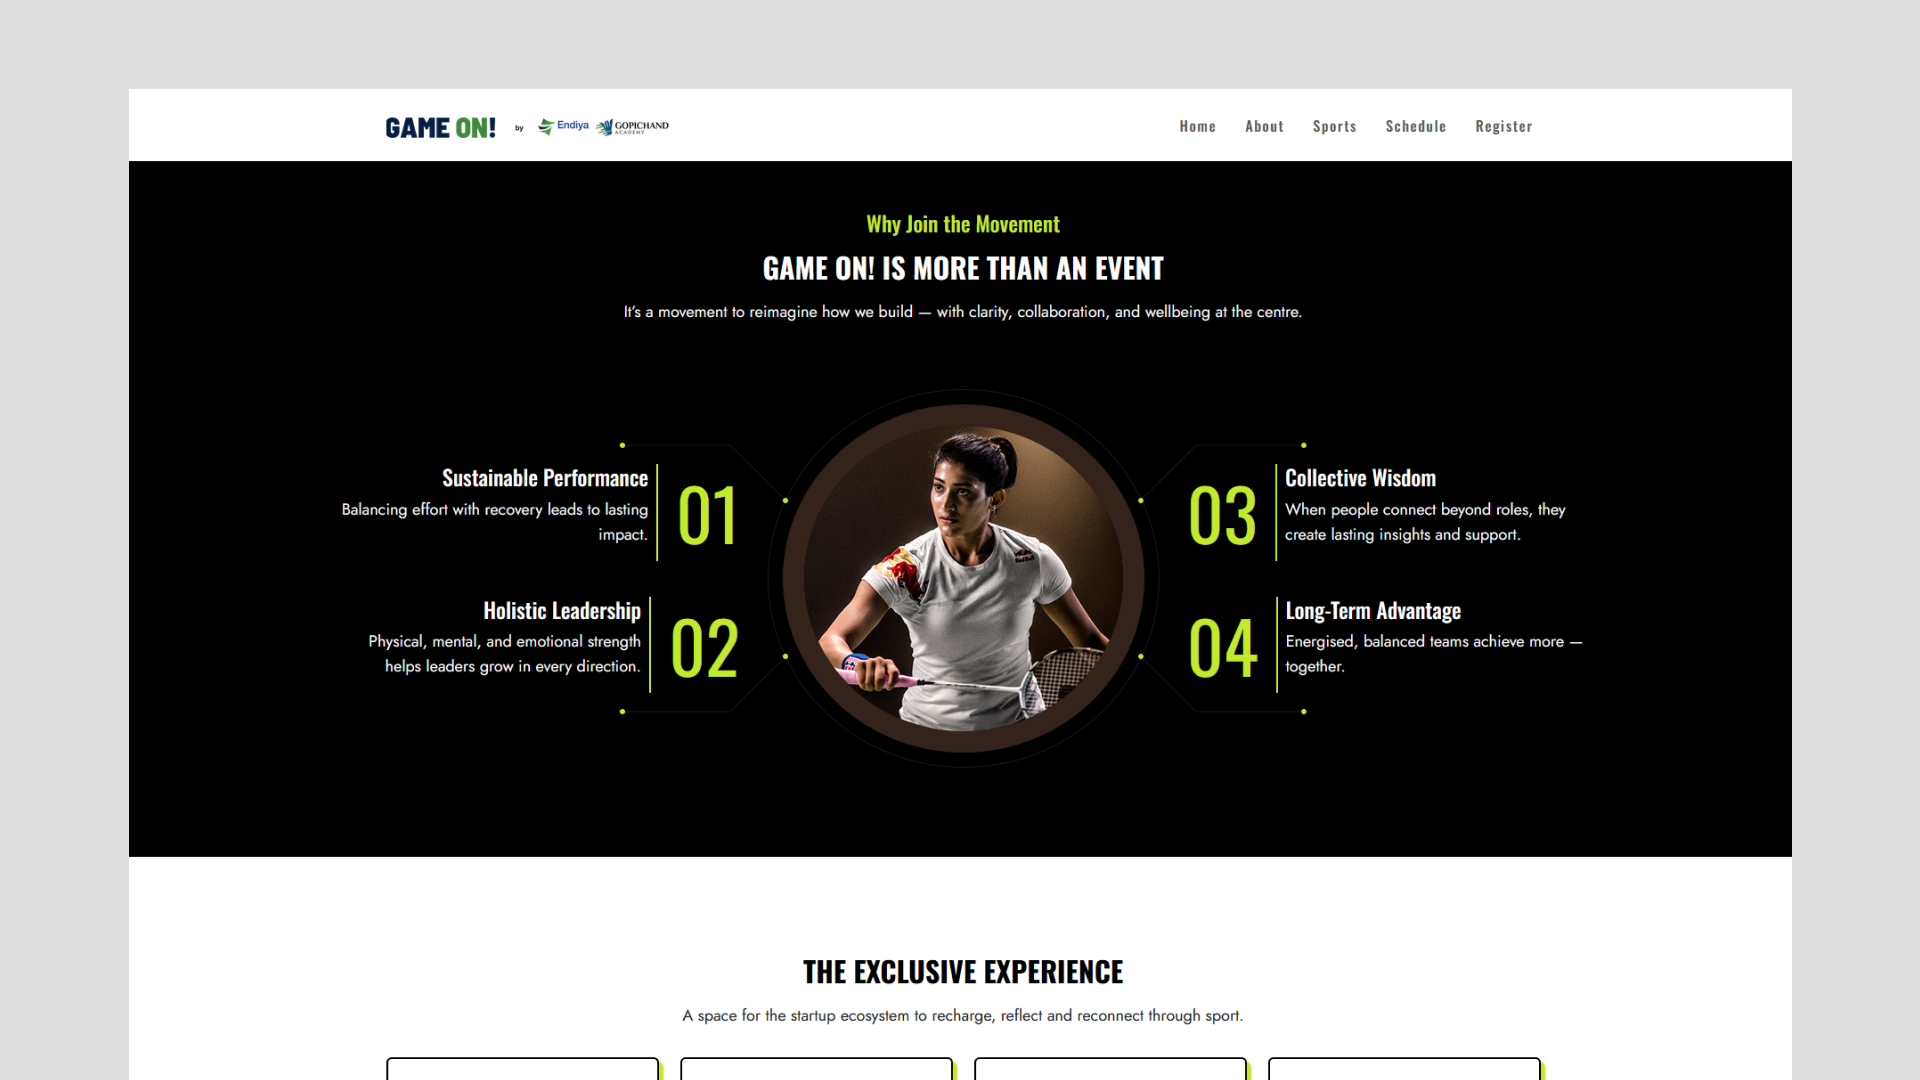 GAME ON! by Endiya GOPICHAND ACADEMY
Home About Sports Schedule Register
Why Join the Movement
GAME ON! IS MORE THAN AN EVENT
It's a movement to reimagine how we build — with clarity, collaboration, and wellbeing at the centre.
Sustainable Performance
Balancing effort with recovery leads to lasting
impact.
01
Holistic Leadership
Physical, mental, and emotional strength
helps leaders grow in every direction.
02
03
Collective Wisdom
When people connect beyond roles, they
create lasting insights and support.
04
Long-Term Advantage
Energised, balanced teams achieve more —
together.
Red Bull
THE EXCLUSIVE EXPERIENCE
A space for the startup ecosystem to recharge, reflect and reconnect through sport.